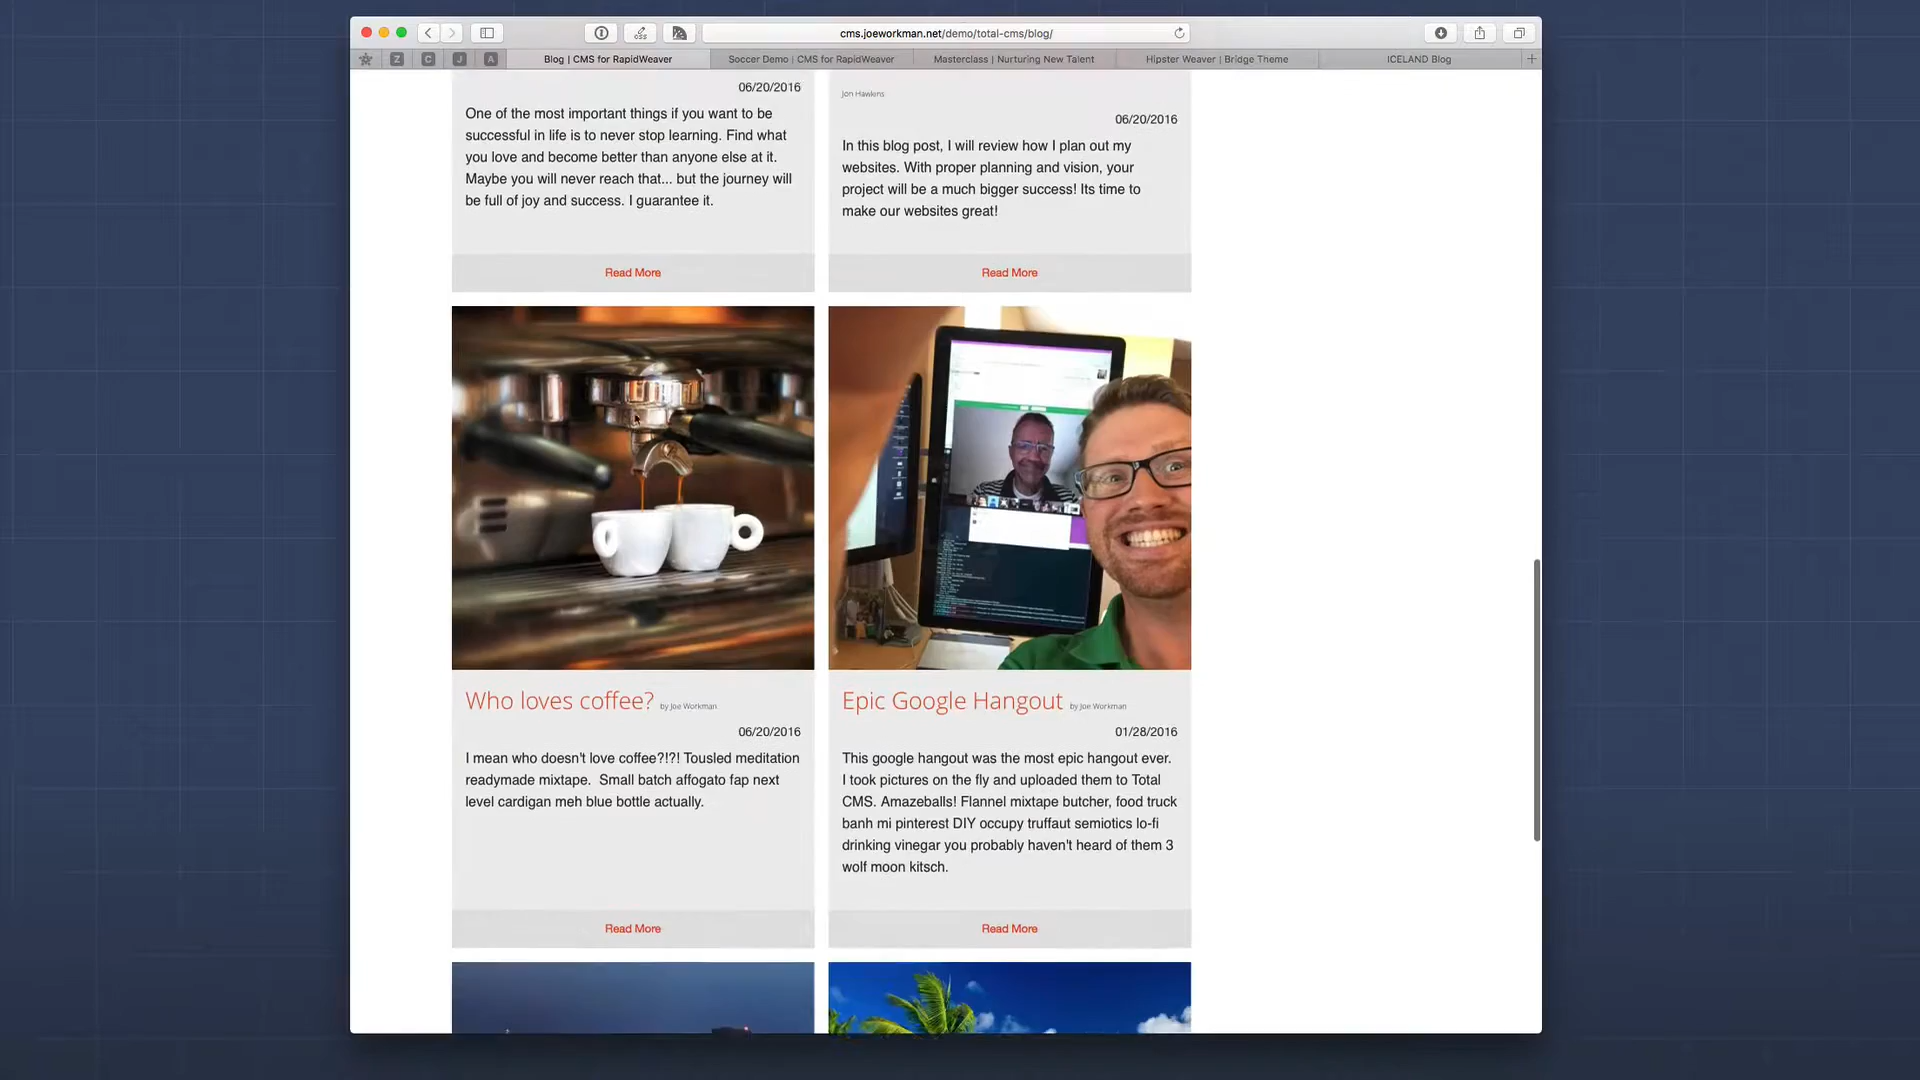 cms.joeworkman.net/demo/total-cms/blog/
Z C J A Blog | CMS for RapidWeaver Soccer Demo | CMS for RapidWeaver Masterclass | Nurturing New Talent Hipster Weaver | Bridge Theme ICELAND Blog
06/20/2016
One of the most important things if you want to be
successful in life is to never stop learning. Find what
you love and become better than anyone else at it.
Maybe you will never reach that... but the journey will
be full of joy and success. I guarantee it.
Read More
Jon Hawkins
06/20/2016
In this blog post, I will review how I plan out my
websites. With proper planning and vision, your
project will be a much bigger success! Its time to
make our websites great!
Read More
Who loves coffee? by Joe Workman
06/20/2016
I mean who doesn't love coffee?!?! Tousled meditation
readymade mixtape. Small batch affogato fap next
level cardigan meh blue bottle actually.
Read More
Epic Google Hangout by Joe Workman
01/28/2016
This google hangout was the most epic hangout ever.
I took pictures on the fly and uploaded them to Total
CMS. Amazeballs! Flannel mixtape butcher, food truck
banh mi pinterest DIY occupy truffaut semiotics lo-fi
drinking vinegar you probably haven't heard of them 3
wolf moon kitsch.
Read More